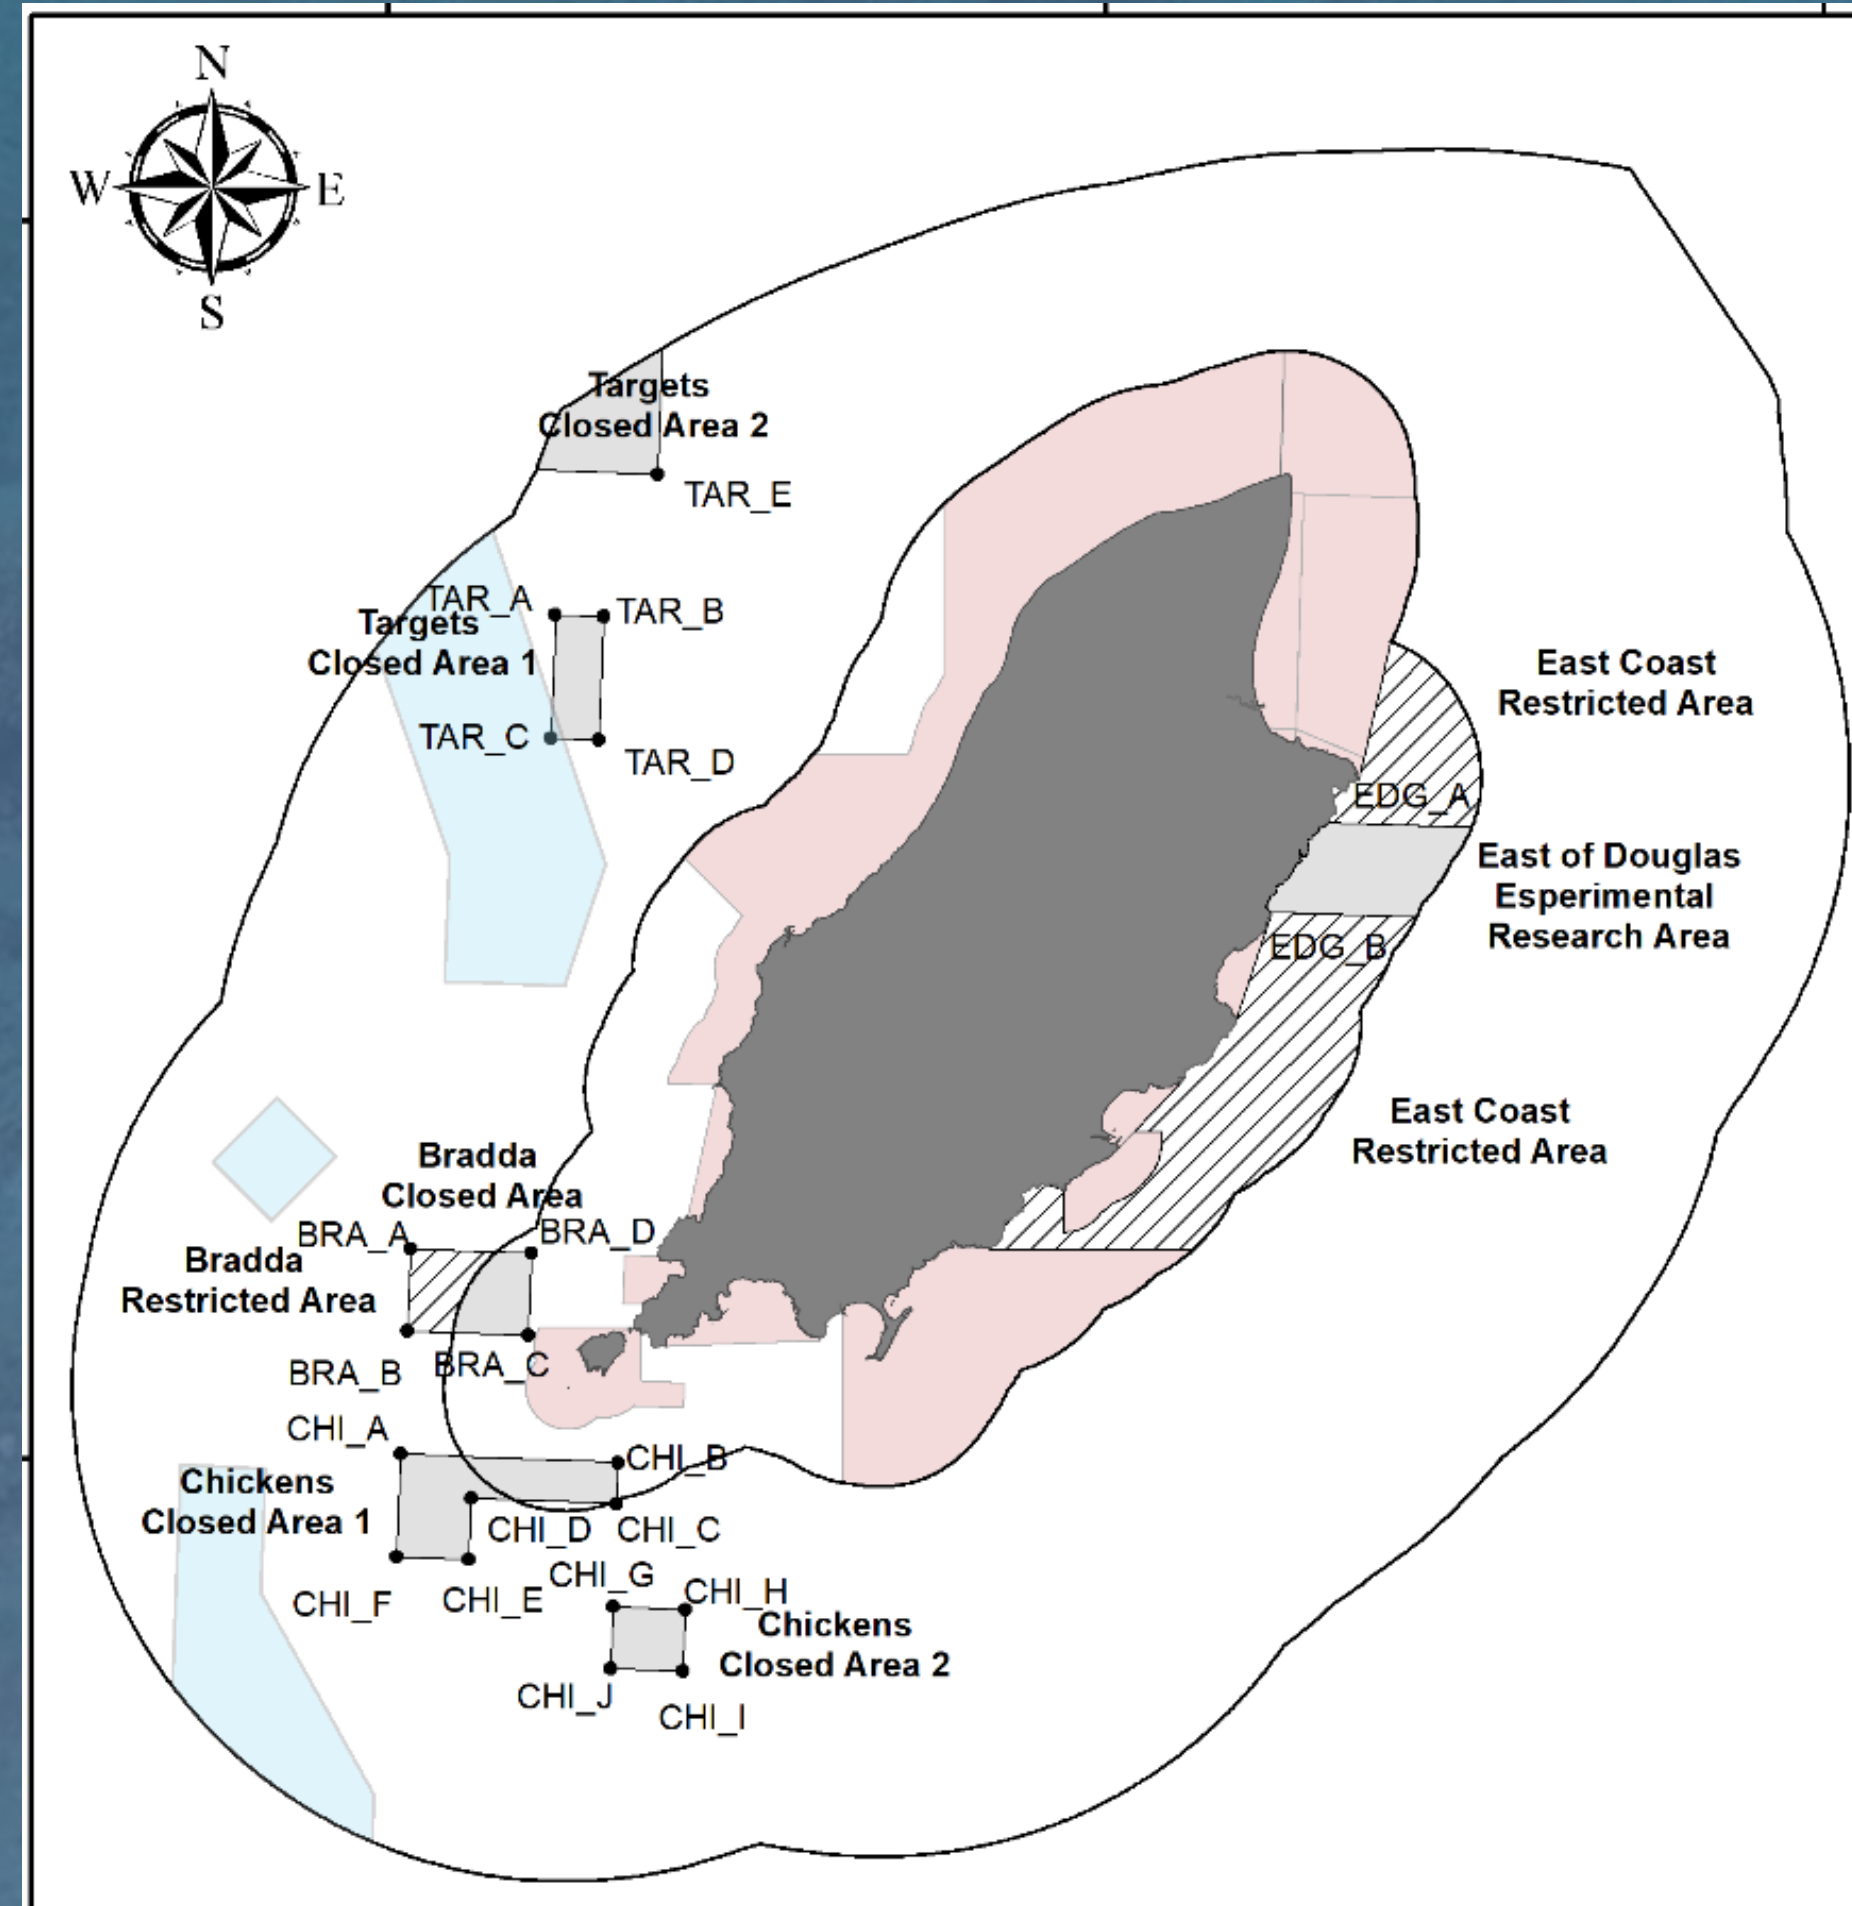 N
W
E
S
Targets
Closed Area 2
TAR_E
TAR_A
TAR_B
Targets
Closed Area 1
TAR_C
TAR_D
East Coast
Restricted Area
EDG_A
East of Douglas
Esperimental
Research Area
EDG_B
East Coast
Restricted Area
Bradda
Closed Area
BRA_A
BRA_D
Bradda
Restricted Area
BRA_B
BRA_C
CHI_A
CHI_B
Chickens
Closed Area 1
CHI_D
CHI_C
CHI_G
CHI_H
CHI_F
CHI_E
Chickens
Closed Area 2
CHI_J
CHI_I